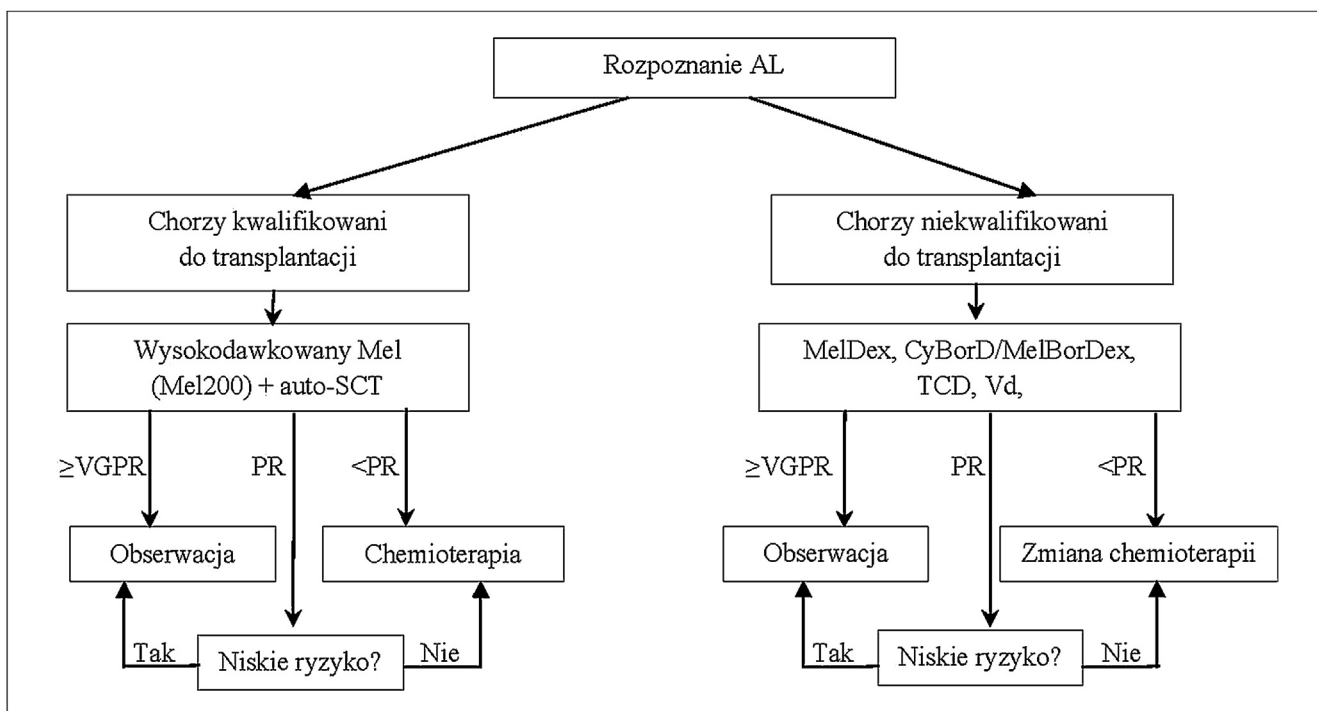 Rozpoznanie AL
Chorzy kwalifikowani
do transplantacji
Wysokodawkowany Mel
(Mel200) + auto-SCT
≥VGPR
PR
<PR
Obserwacja
Chemioterapia
Tak
Niskie ryzyko?
Nie
Chorzy niekwalifikowani
do transplantacji
MelDex, CyBorD/MelBorDex,
TCD, Vd,
≥VGPR
PR
<PR
Obserwacja
Zmiana chemioterapii
Tak
Niskie ryzyko?
Nie